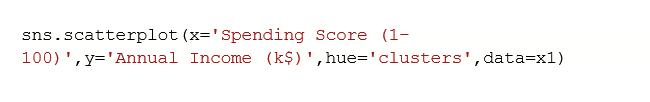 sns.scatterplot(x='Spending Score (1-
100)',y='Annual Income (k$)',hue='clusters',data=x1)